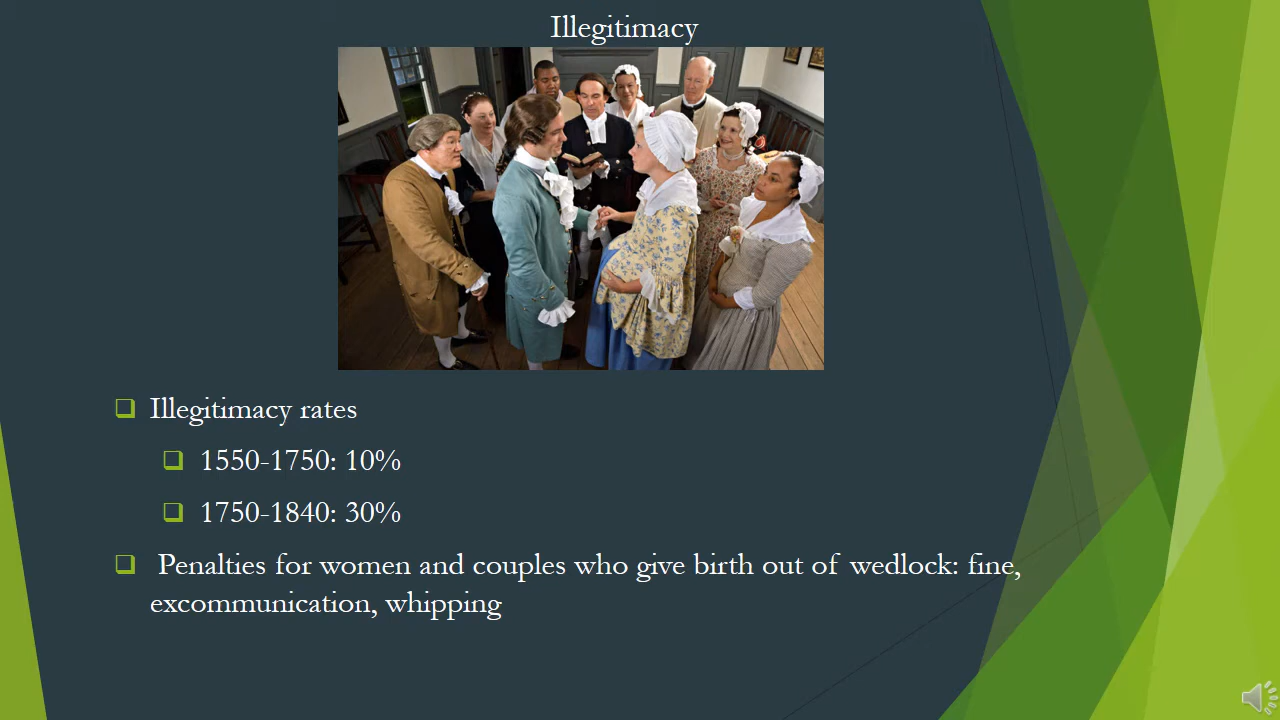 Illegitimacy
Illegitimacy rates
1550-1750: 10%
1750-1840: 30%
Penalties for women and couples who give birth out of wedlock: fine,
excommunication, whipping